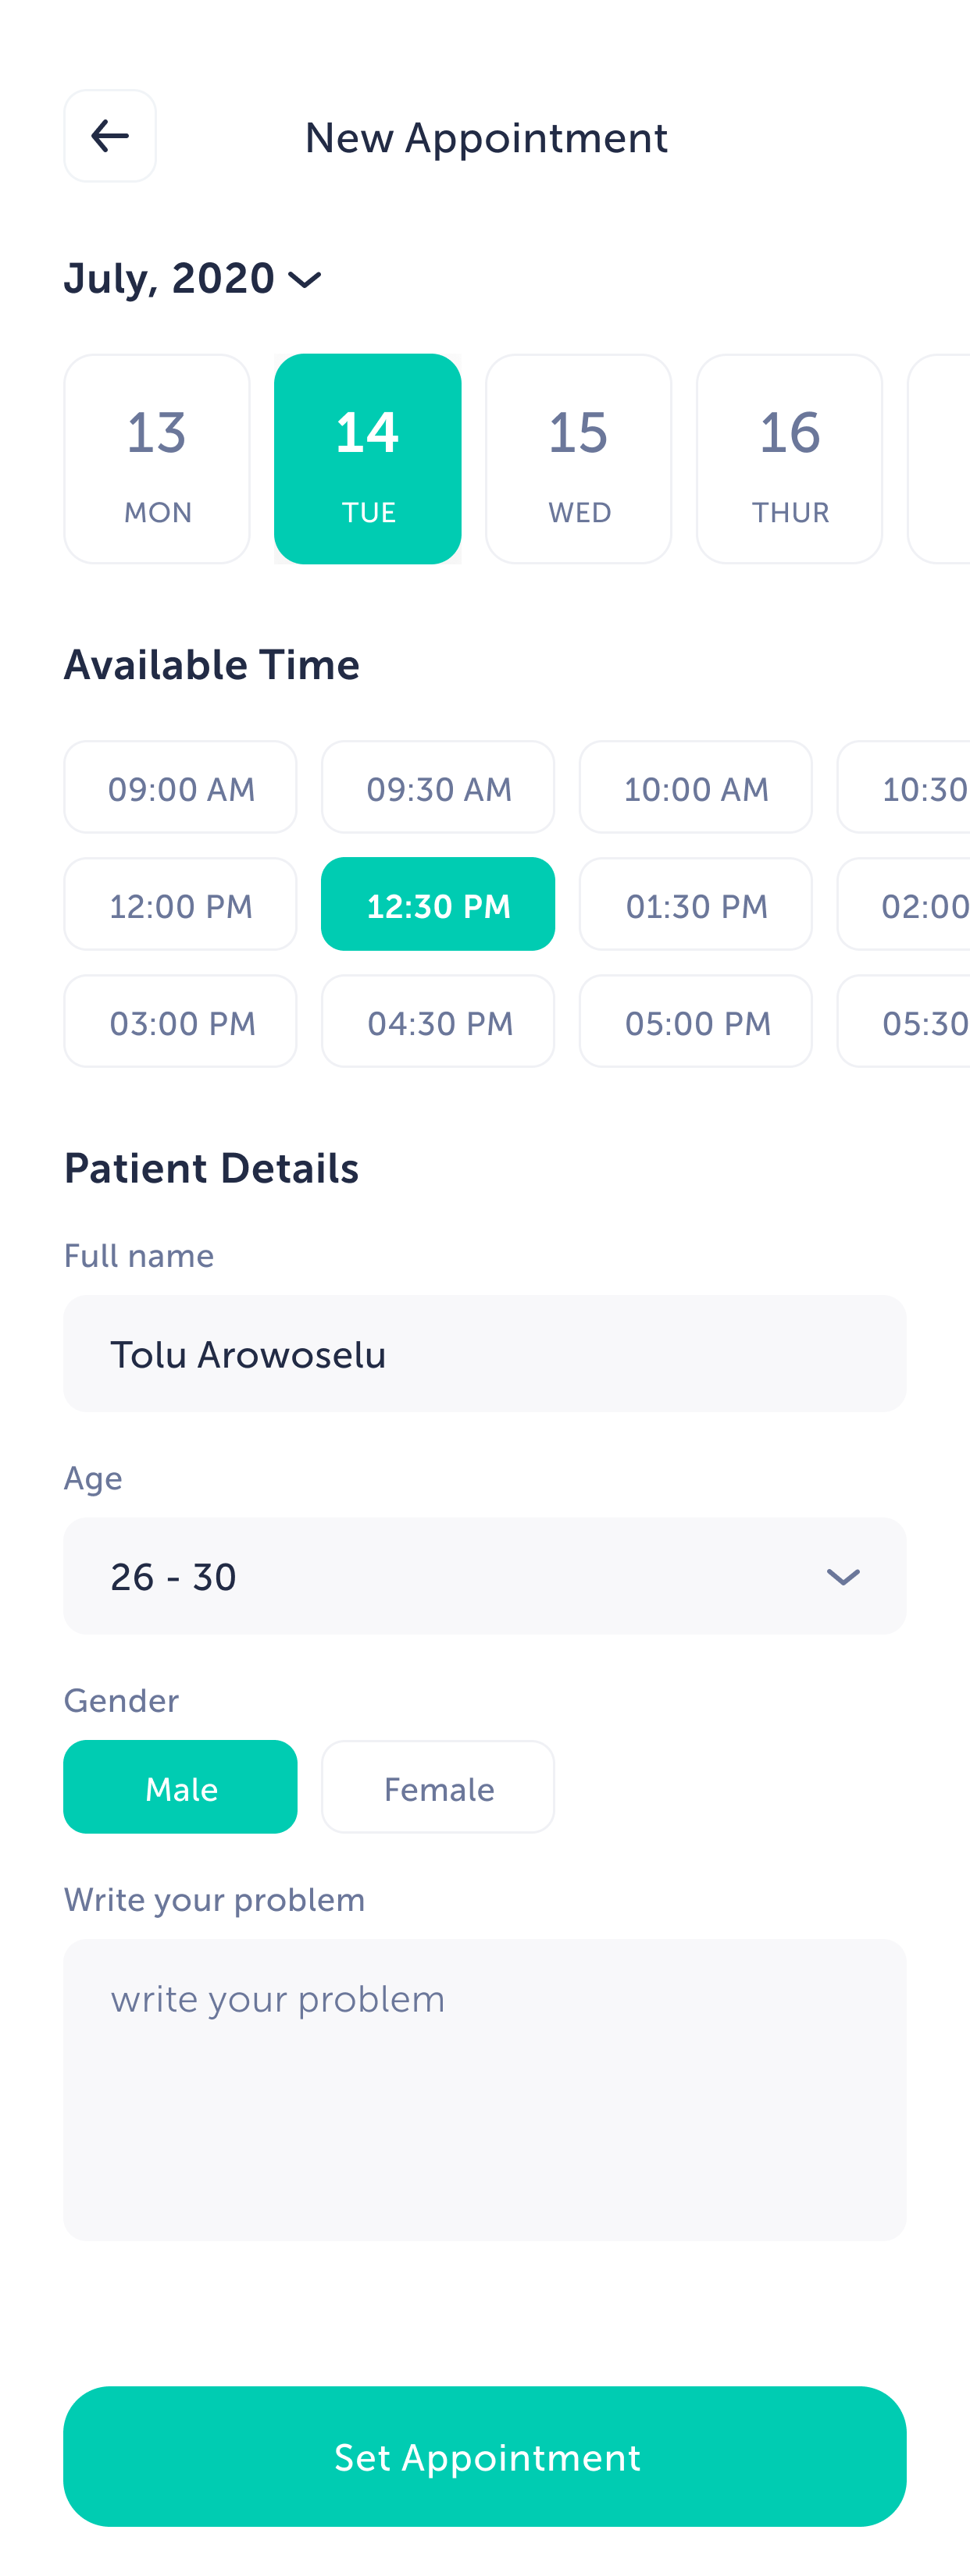 New Appointment
July, 2020
13 14 15 16
MON TUE WED THUR
Available Time
09:00 AM 09:30 AM 10:00 AM 10:30
12:00 PM 12:30 PM 01:30 PM 02:00
03:00 PM 04:30 PM 05:00 PM 05:30
Patient Details
Full name
Tolu Arowoselu
Age
26 - 30
Gender
Male Female
Write your problem
write your problem
Set Appointment